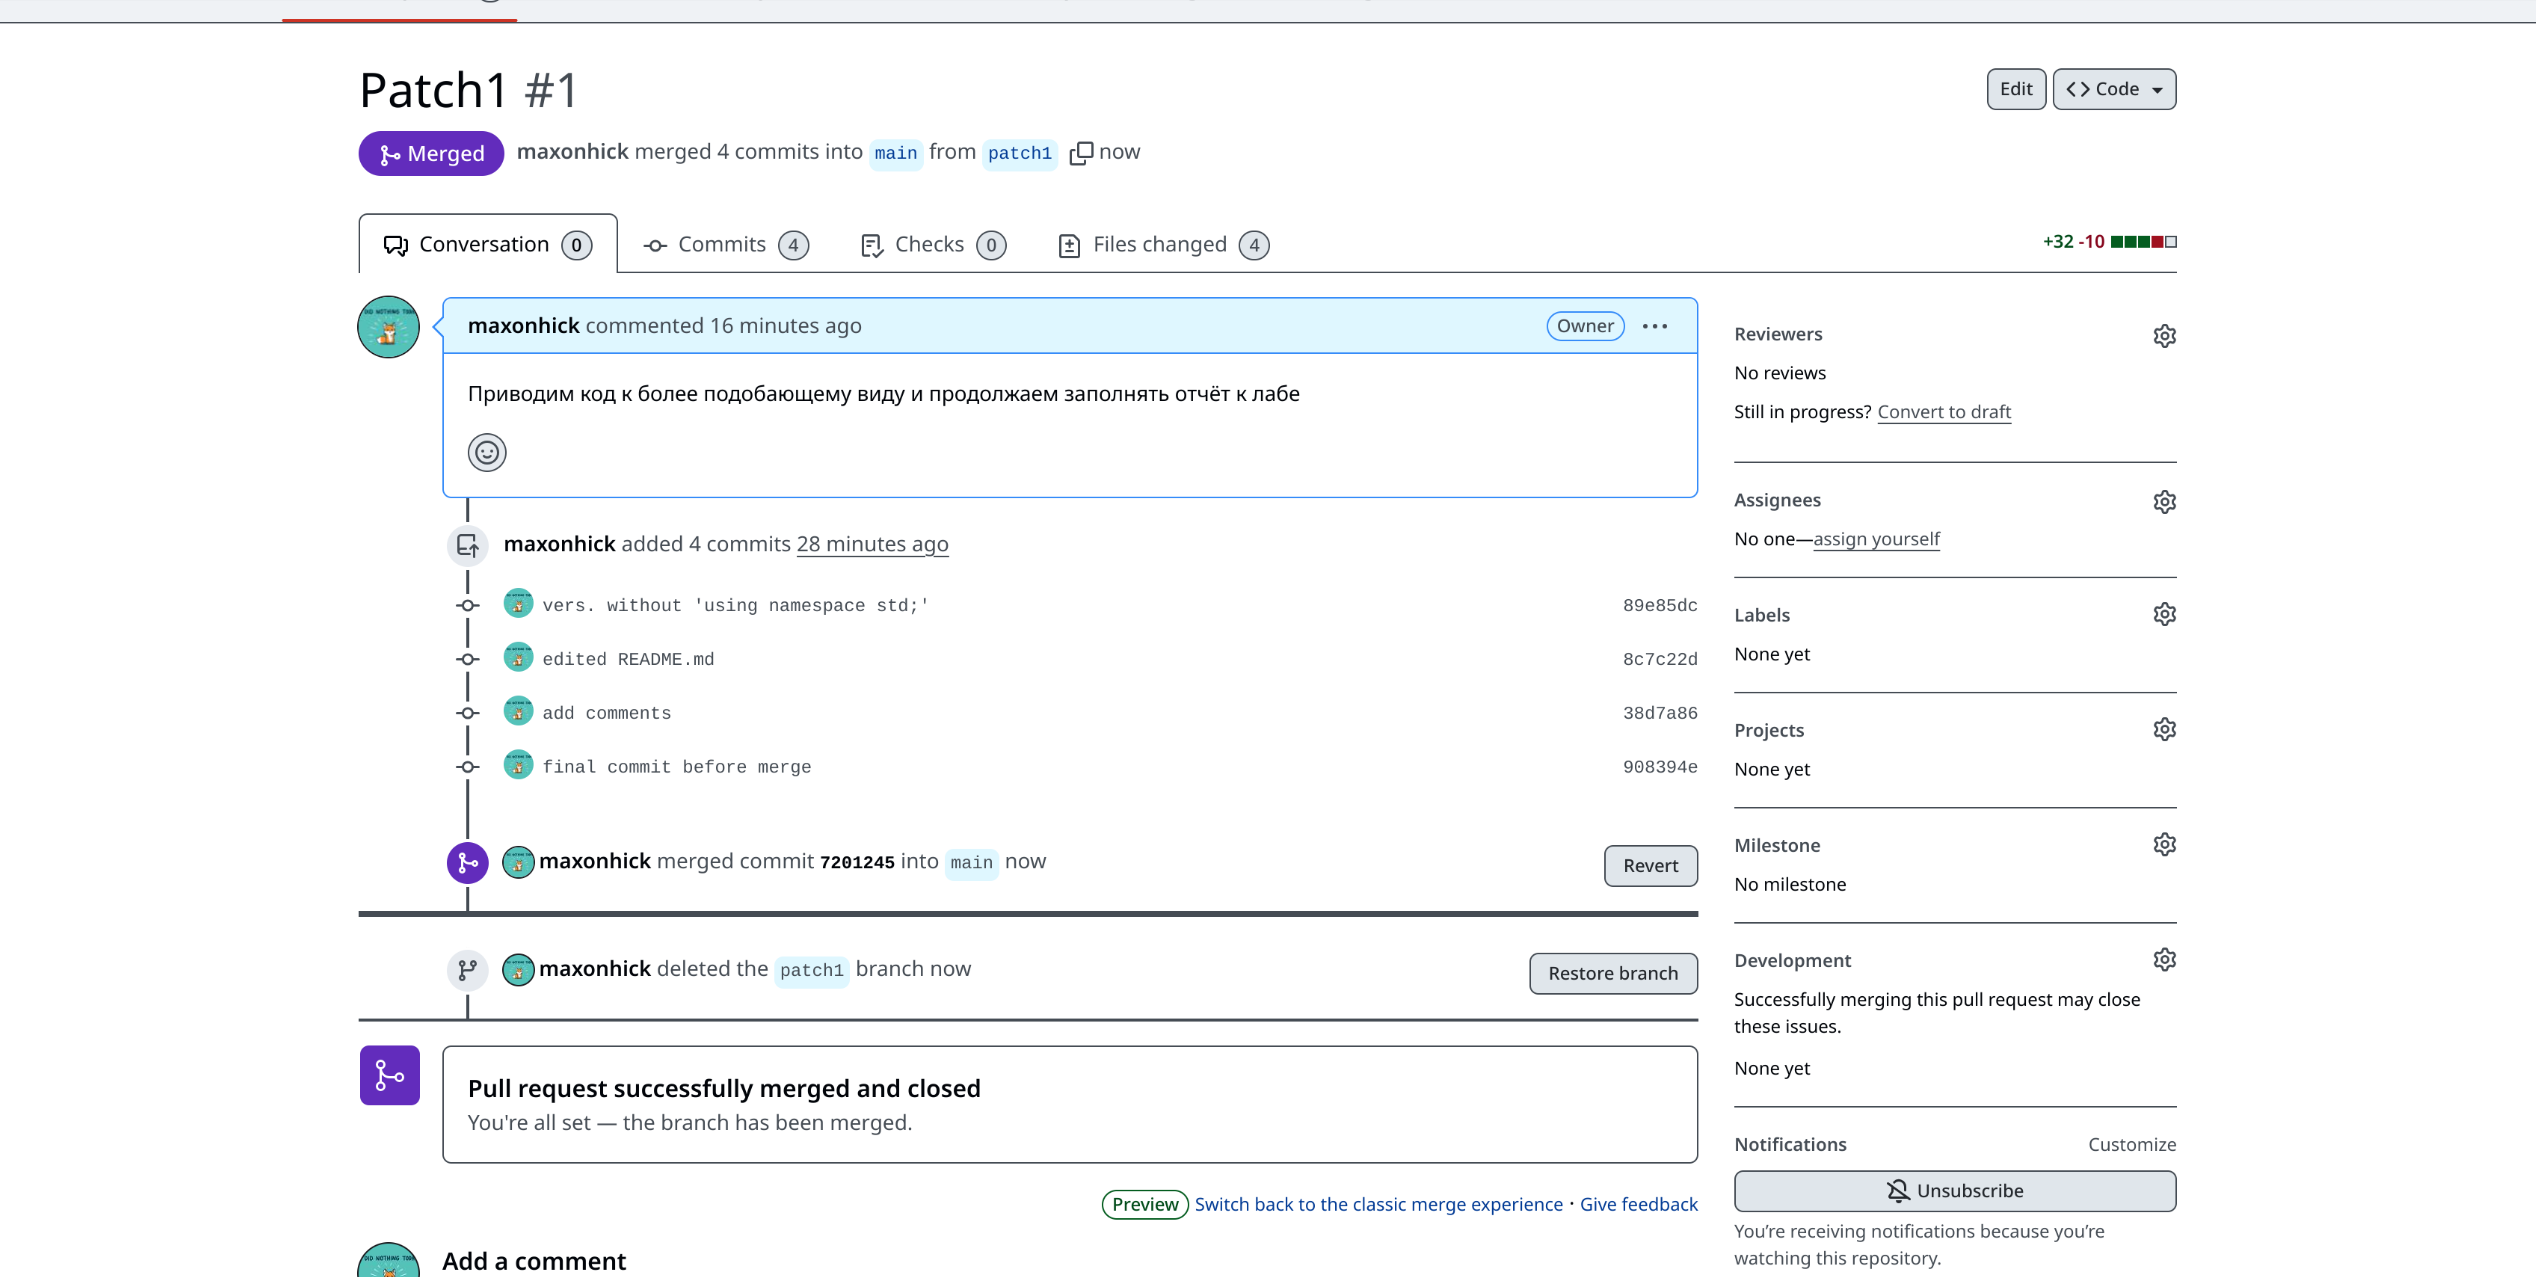 Patch1 #1
Edit
Code
Merged
maxonhick merged 4 commits into main from patch1 now
Conversation 0
Commits 4
Checks 0
Files changed 4
+32 -10
maxonhick commented 16 minutes ago
Owner
Приводим код к более подобающему виду и продолжаем заполнять отчёт к лабе
maxonhick added 4 commits 28 minutes ago
vers. without 'using namespace std;' 89e85dc
edited README.md 8c7c22d
add comments 38d7a86
final commit before merge 908394e
maxonhick merged commit 7201245 into main now
Revert
maxonhick deleted the patch1 branch now
Restore branch
Pull request successfully merged and closed
You're all set — the branch has been merged.
Preview Switch back to the classic merge experience · Give feedback
Add a comment
Reviewers
No reviews
Still in progress? Convert to draft
Assignees
No one—assign yourself
Labels
None yet
Projects
None yet
Milestone
No milestone
Development
Successfully merging this pull request may close
these issues.
None yet
Notifications
Customize
Unsubscribe
You’re receiving notifications because you’re
watching this repository.